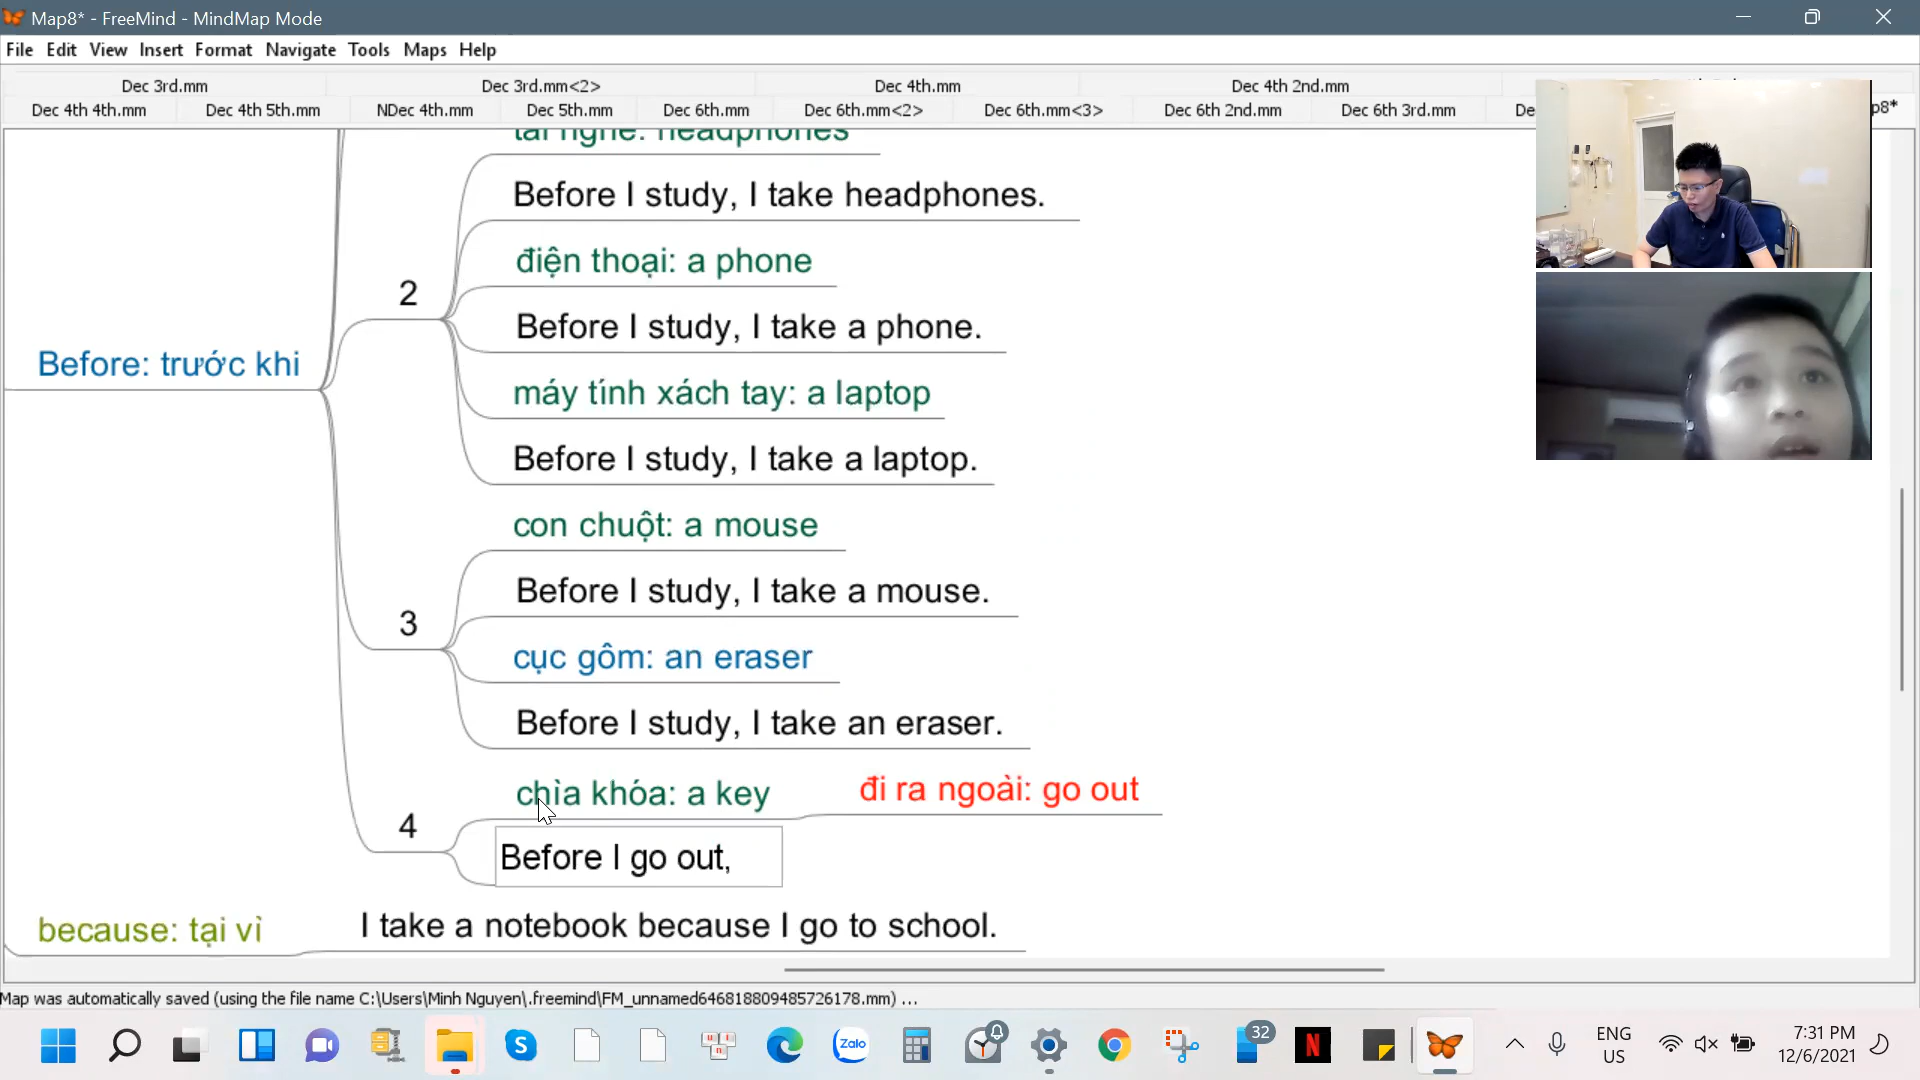 Map8* - FreeMind - MindMap Mode
File Edit View Insert Format Navigate Tools Maps Help
Dec 3rd.mm Dec 3rd.mm<2> Dec 4th.mm Dec 4th 2nd.mm
Dec 4th 4th.mm Dec 4th 5th.mm NDec 4th.mm Dec 5th.mm Dec 6th.mm Dec 6th.mm<2> Dec 6th.mm<3> Dec 6th 2nd.mm Dec 6th 3rd.mm De p8*
tai nghe: headphones
Before I study, I take headphones.
điện thoại: a phone
2
Before I study, I take a phone.
Before: trước khi
máy tính xách tay: a laptop
Before I study, I take a laptop.
con chuột: a mouse
Before I study, I take a mouse.
3
cục gôm: an eraser
Before I study, I take an eraser.
chìa khóa: a key đi ra ngoài: go out
4
Before I go out,
because: tại vì I take a notebook because I go to school.
Map was automatically saved (using the file name C:\Users\Minh Nguyen\.freemind\FM_unnamed646818809485726178.mm) ...
Zalo
32
ENG
US
7:31 PM
12/6/2021